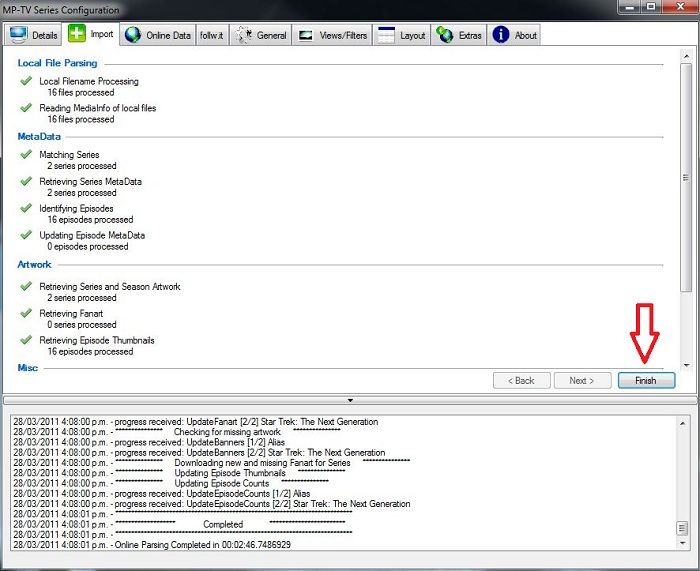 MP-TV Series Configuration
Details Import Online Data follw.it General Views/Filters Layout Extras About
Local File Parsing
Local Filename Processing
16 files processed
Reading MediaInfo of local files
16 files processed
MetaData
Matching Series
2 series processed
Retrieving Series MetaData
2 series processed
Identifying Episodes
16 episodes processed
Updating Episode MetaData
0 episodes processed
Artwork
Retrieving Series and Season Artwork
2 series processed
Retrieving Fanart
0 series processed
Retrieving Episode Thumbnails
16 episodes processed
Misc
< Back Next > Finish
28/03/2011 4:08:00 p.m. - progress received: UpdateFanart [2/2] Star Trek: The Next Generation
28/03/2011 4:08:00 p.m. - *************** Checking for missing artwork ***************
28/03/2011 4:08:00 p.m. - progress received: UpdateBanners [1/2] Alias
28/03/2011 4:08:00 p.m. - progress received: UpdateBanners [2/2] Star Trek: The Next Generation
28/03/2011 4:08:00 p.m. - *************** Downloading new and missing Fanart for Series ***************
28/03/2011 4:08:00 p.m. - *************** Updating Episode Thumbnails ***************
28/03/2011 4:08:00 p.m. - *************** Updating Episode Counts ***************
28/03/2011 4:08:00 p.m. - progress received: UpdateEpisodeCounts [1/2] Alias
28/03/2011 4:08:00 p.m. - progress received: UpdateEpisodeCounts [2/2] Star Trek: The Next Generation
28/03/2011 4:08:01 p.m. - ***************************************************************************
28/03/2011 4:08:01 p.m. - ******************* Completed ************************
28/03/2011 4:08:01 p.m. - ***************************************************************************
28/03/2011 4:08:01 p.m. - Online Parsing Completed in 00:02:46.7486929